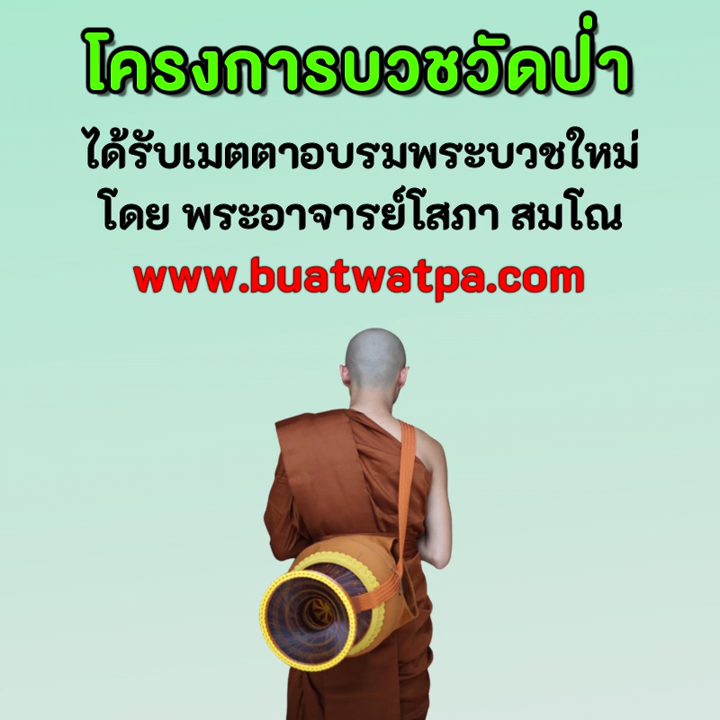 โครงการบวชวัดป่า
ได้รับเมตตาอบรมพระบวชใหม่
โดย พระอาจารย์โสภา สมโณ
www.buatwatpa.com